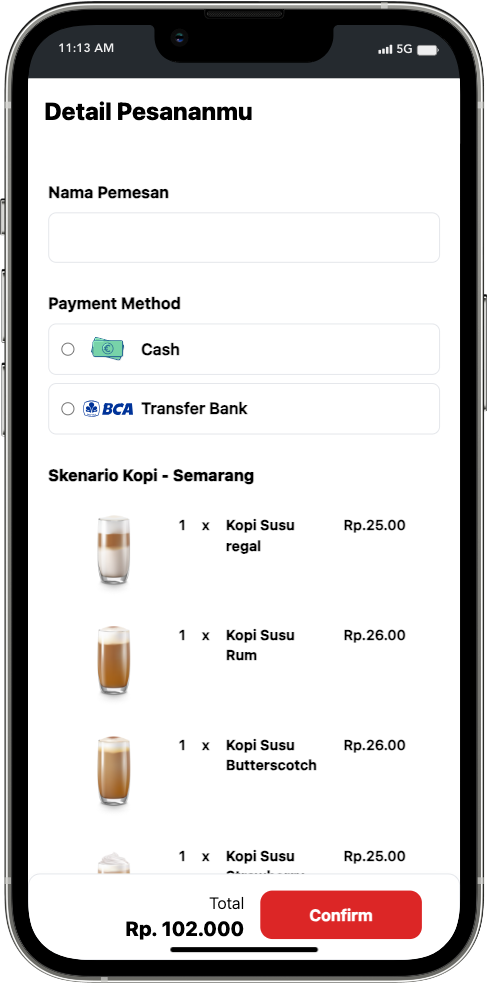 11:13 AM 5G
Detail Pesananmu
Nama Pemesan
Payment Method
Cash
BCA Transfer Bank
Skenario Kopi - Semarang
1 x Kopi Susu Rp.25.00
regal
1 x Kopi Susu Rp.26.00
Rum
1 x Kopi Susu Rp.26.00
Butterscotch
1 x Kopi Susu Rp.25.00
Total
Rp. 102.000
Confirm